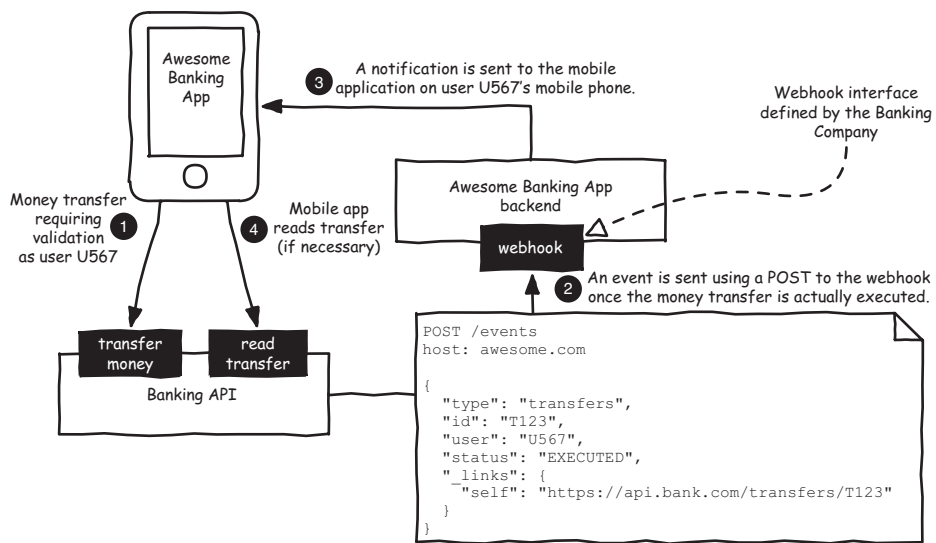 Awesome
Banking
App
3
A notification is sent to the mobile
application on user U567's mobile phone.
Webhook interface
defined by the Banking
Company
Awesome Banking App
backend
webhook
Money transfer
requiring
validation
as user U567
1
4
Mobile app
reads transfer
(if necessary)
2
An event is sent using a POST to the webhook
once the money transfer is actually executed.
transfer
money
read
transfer
Banking API
POST /events
host: awesome.com
{
"type": "transfers",
"id": "T123",
"user": "U567",
"status": "EXECUTED",
"_links": {
"self": "https://api.bank.com/transfers/T123"
}
}